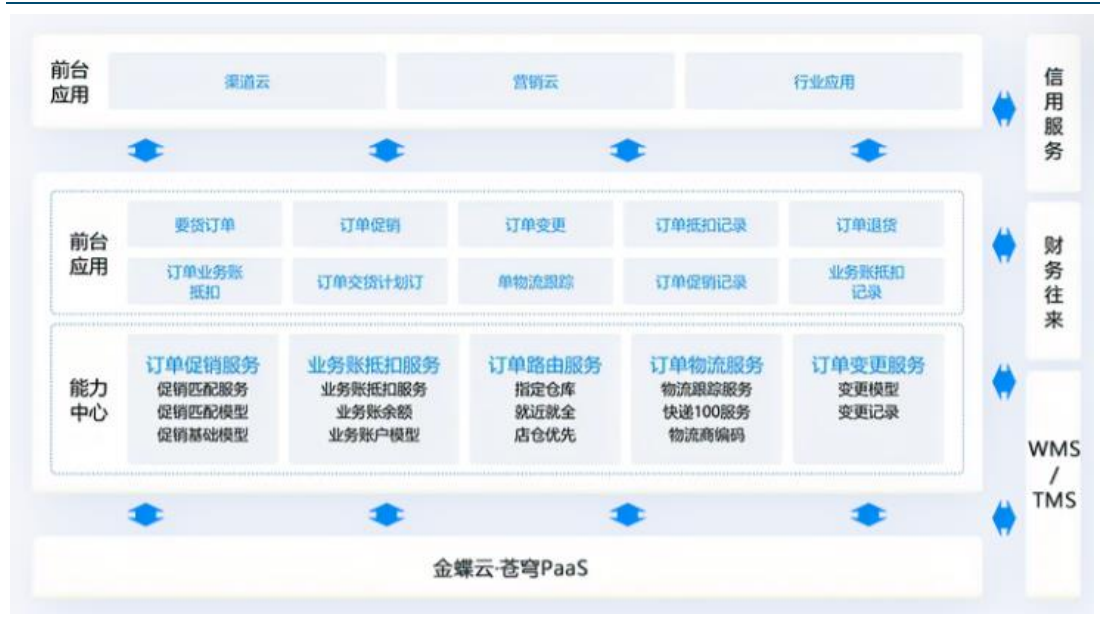 前台
应用
渠道云
营销云
行业应用
信
用
服
务
前台
应用
要货订单
订单促销
订单变更
订单抵扣记录
订单退货
订单业务账
抵扣
订单交货计划订
单物流跟踪
订单促销记录
业务账抵扣
记录
财
务
往
来
能力
中心
订单促销服务
促销匹配服务
促销匹配模型
促销基础模型
业务账抵扣服务
业务账抵扣服务
业务账余额
业务账户模型
订单路由服务
指定仓库
就近就全
店仓优先
订单物流服务
物流跟踪服务
快递100服务
物流商编码
订单变更服务
变更模型
变更记录
WMS
/
TMS
金蝶云·苍穹PaaS